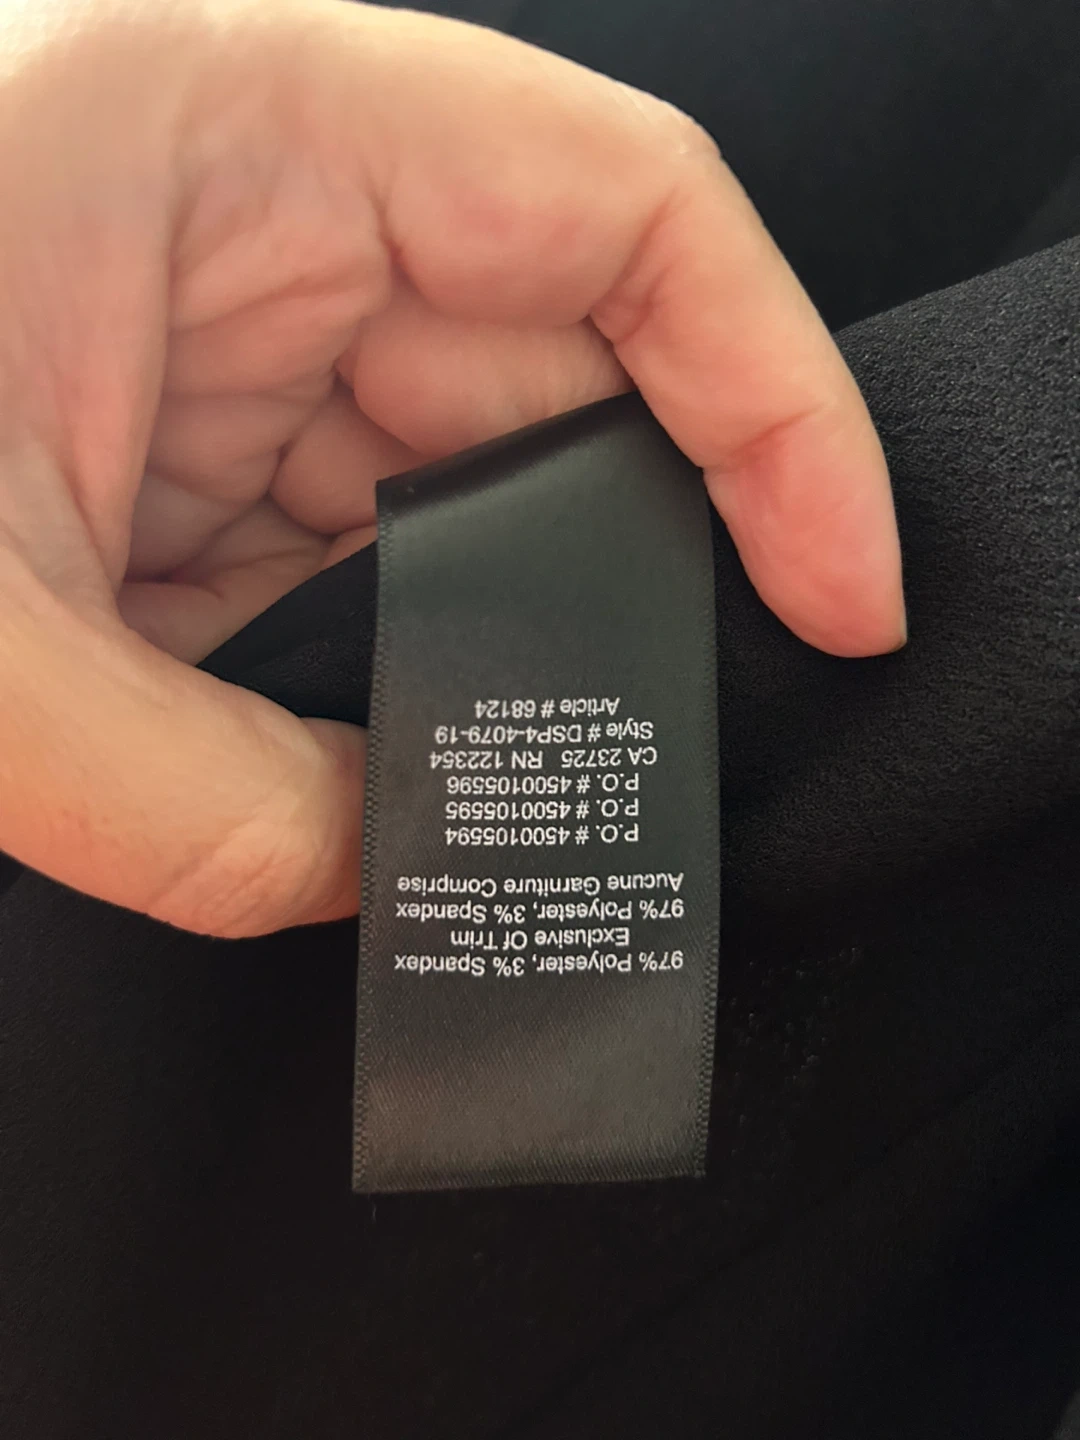 97% Polyester, 3% Spandex
Exclusive Of Trim
97% Polyester, 3% Spandex
Aucune Garniture Comprise
P.O. # 4500105594
P.O. # 4500105595
P.O. # 4500105596
CA 23725 RN 122354
Style # DSP4-4079-19
Article # 68124